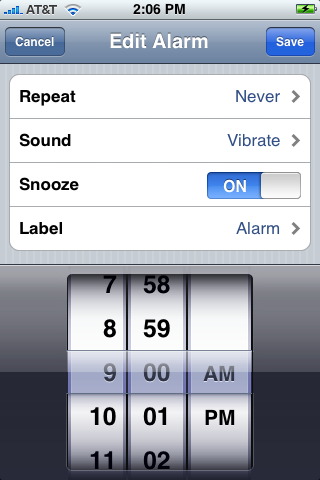 AT&T 2:06 PM
Cancel Edit Alarm Save
Repeat Never
Sound Vibrate
Snooze ON
Label Alarm
7 58
8 59
9 00 AM
10 01 PM
11 02